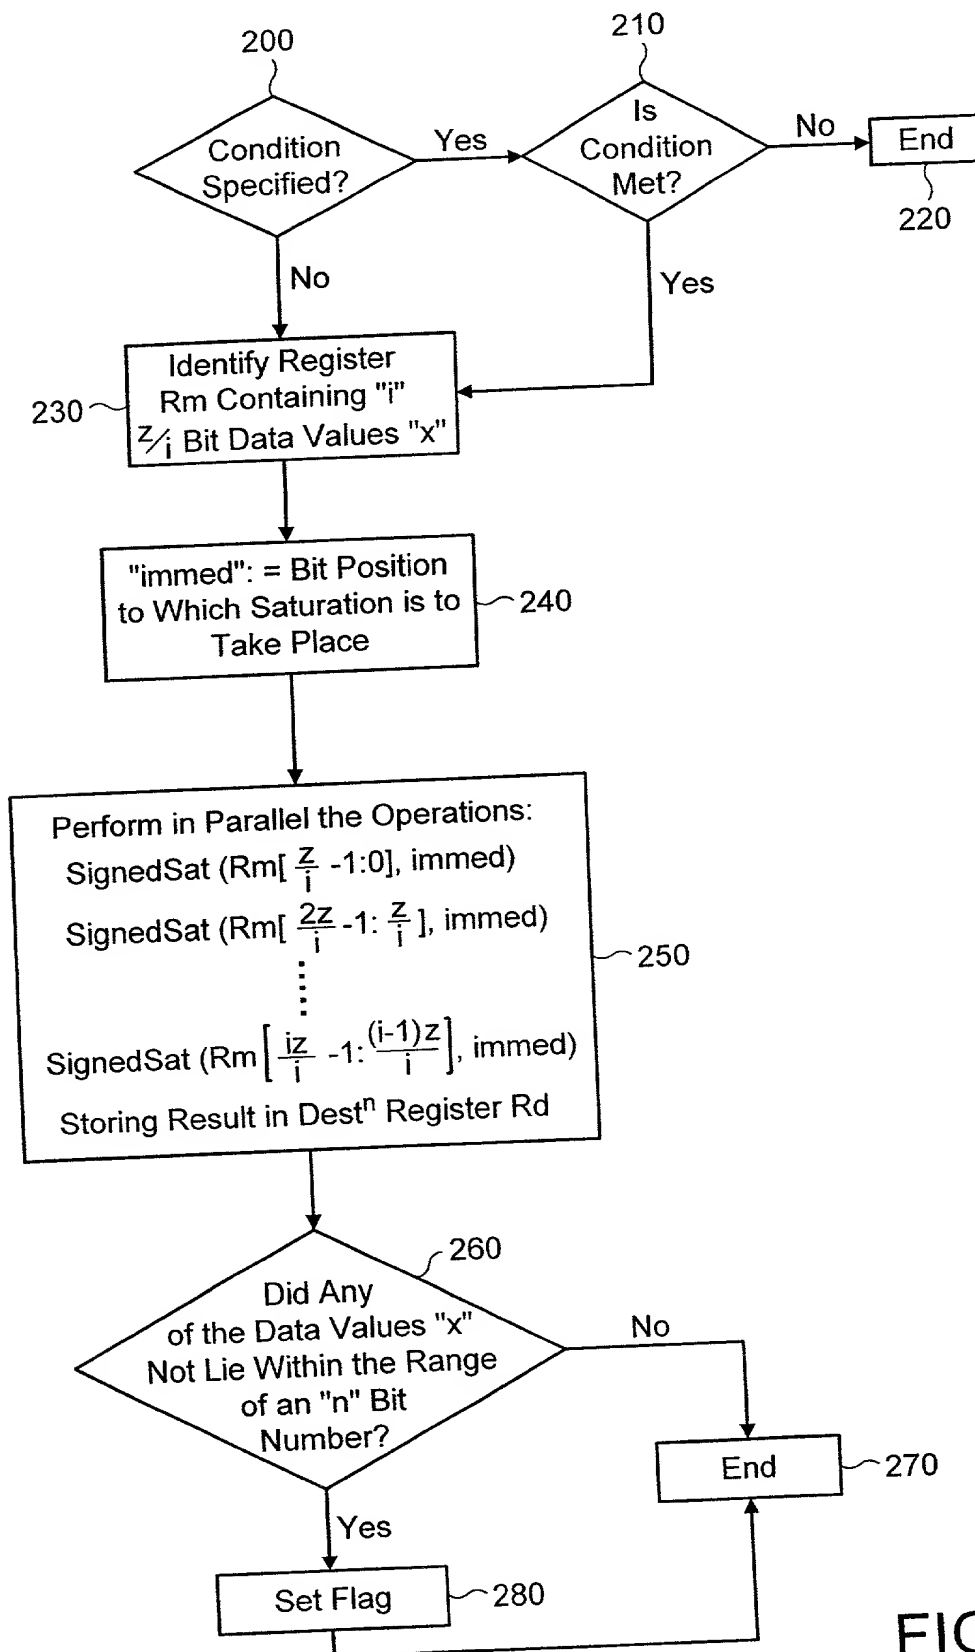 200
210
Condition
Specified?
Yes
Is
Condition
Met?
No
End
220
No
Yes
Identify Register
Rm Containing "i"
z/i Bit Data Values "x"
230
"immed": = Bit Position
to Which Saturation is to
Take Place
240
Perform in Parallel the Operations:
SignedSat (Rm[ z/i -1:0], immed)
SignedSat (Rm[ 2z/i -1: z/i ], immed)
⋮
SignedSat (Rm [ iz/i -1: (i-1)z/i ], immed)
Storing Result in Destⁿ Register Rd
250
260
Did Any
of the Data Values "x"
Not Lie Within the Range
of an "n" Bit
Number?
No
End
270
Yes
Set Flag
280
FIG